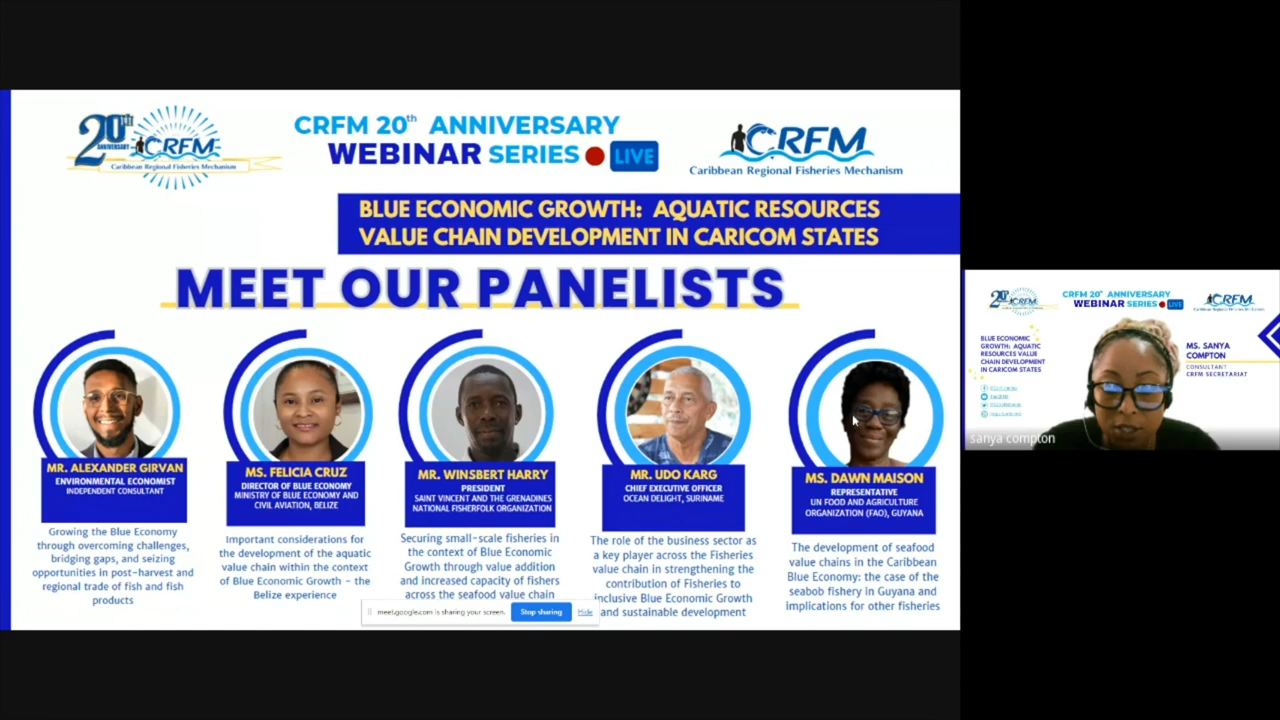 20th
ANNIVERSARY
CRFM
Caribbean Regional Fisheries Mechanism
CRFM 20th ANNIVERSARY
WEBINAR SERIES LIVE
CRFM
Caribbean Regional Fisheries Mechanism
BLUE ECONOMIC GROWTH: AQUATIC RESOURCES
VALUE CHAIN DEVELOPMENT IN CARICOM STATES
MEET OUR PANELISTS
MR. ALEXANDER GIRVAN
ENVIRONMENTAL ECONOMIST
INDEPENDENT CONSULTANT
Growing the Blue Economy
through overcoming challenges,
bridging gaps, and seizing
opportunities in post-harvest and
regional trade of fish and fish
products
MS. FELICIA CRUZ
DIRECTOR OF BLUE ECONOMY
MINISTRY OF BLUE ECONOMY AND
CIVIL AVIATION, BELIZE
Important considerations for
the development of the aquatic
value chain within the context
of Blue Economic Growth - the
Belize experience
MR. WINSBERT HARRY
PRESIDENT
SAINT VINCENT AND THE GRENADINES
NATIONAL FISHERFOLK ORGANIZATION
Securing small-scale fisheries in
the context of Blue Economic
Growth through value addition
and increased capacity of fishers
across the seafood value chain
MR. UDO KARG
CHIEF EXECUTIVE OFFICER
OCEAN DELIGHT, SURINAME
The role of the business sector as
a key player across the Fisheries
value chain in strengthening the
contribution of Fisheries to
inclusive Blue Economic Growth
and sustainable development
MS. DAWN MAISON
REPRESENTATIVE
UN FOOD AND AGRICULTURE
ORGANIZATION (FAO), GUYANA
The development of seafood
value chains in the Caribbean
Blue Economy: the case of the
seabob fishery in Guyana and
implications for other fisheries
meet.google.com is sharing your screen.
Stop sharing
Hide
20th
CRFM
CRFM 20th ANNIVERSARY
WEBINAR SERIES LIVE
CRFM
Caribbean Regional Fisheries Mechanism
BLUE ECONOMIC
GROWTH: AQUATIC
RESOURCES VALUE
CHAIN DEVELOPMENT
IN CARICOM STATES
MS. SANYA
COMPTON
CONSULTANT
CRFM SECRETARIAT
sanya compton